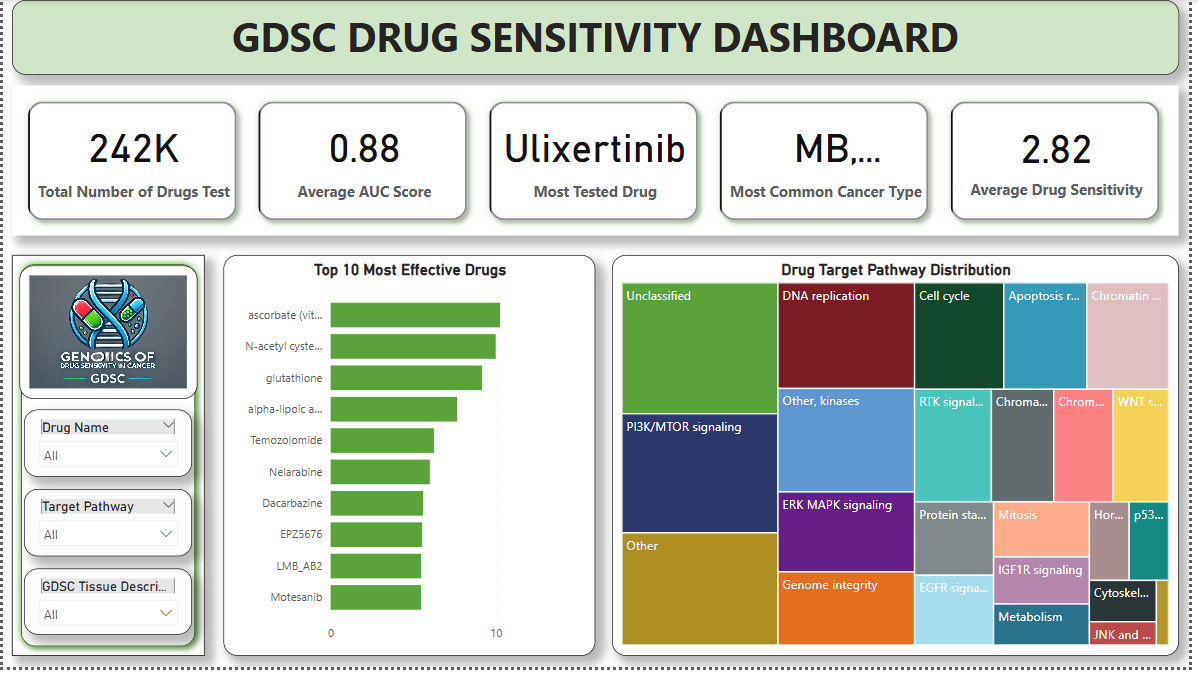 GDSC DRUG SENSITIVITY DASHBOARD
242K
Total Number of Drugs Test
0.88
Average AUC Score
Ulixertinib
Most Tested Drug
MB,...
Most Common Cancer Type
2.82
Average Drug Sensitivity
GENOTICS OF
DRUG SENSIVITY IN CANCER
GDSC
Drug Name
All
Target Pathway
All
GDSC Tissue Descri...
All
Top 10 Most Effective Drugs
ascorbate (vit...
N-acetyl cyste...
glutathione
alpha-lipoic a...
Temozolomide
Nelarabine
Dacarbazine
EPZ5676
LMB_AB2
Motesanib
0
10
Drug Target Pathway Distribution
Unclassified
PI3K/MTOR signaling
Other
DNA replication
Other, kinases
ERK MAPK signaling
Genome integrity
Cell cycle
Apoptosis r...
Chromatin ...
RTK signal...
Chroma...
Chrom...
WNT s...
Protein sta...
EGFR signa...
Mitosis
IGF1R signaling
Metabolism
Hor...
p53...
Cytoskel...
JNK and ...